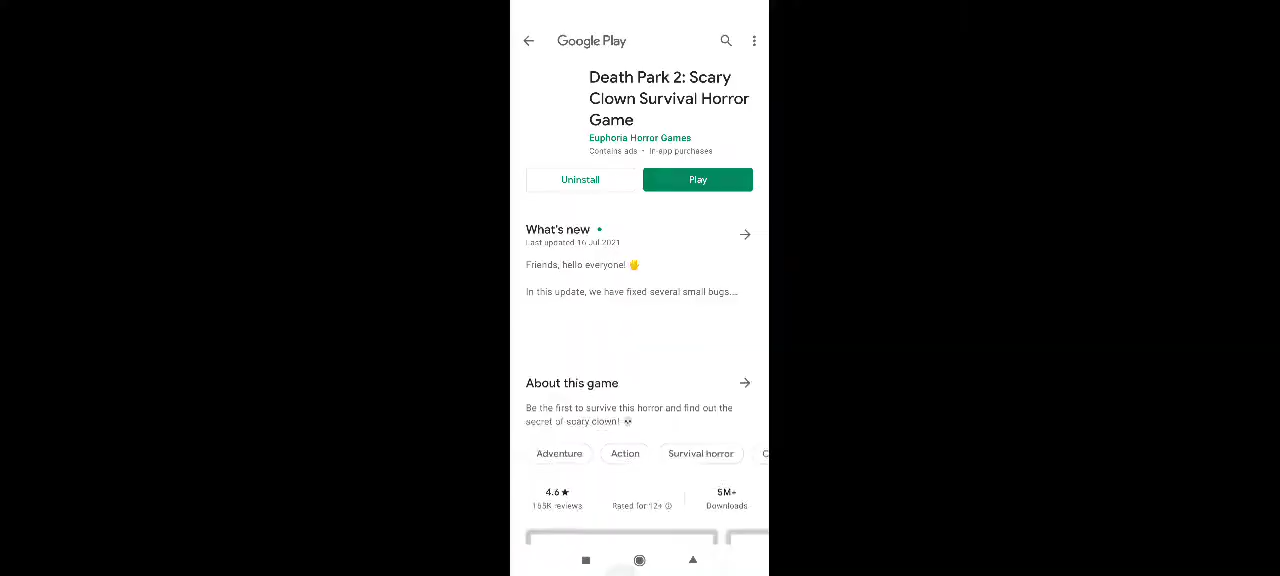 Google Play
Death Park 2: Scary
Clown Survival Horror
Game
Euphoria Horror Games
Contains ads • In-app purchases
Uninstall
Play
What's new •
Last updated 16 Jul 2021
Friends, hello everyone! 🖐
In this update, we have fixed several small bugs....
About this game
Be the first to survive this horror and find out the
secret of scary clown! 💀
Adventure
Action
Survival horror
4.6★
165K reviews
Rated for 12+
5M+
Downloads